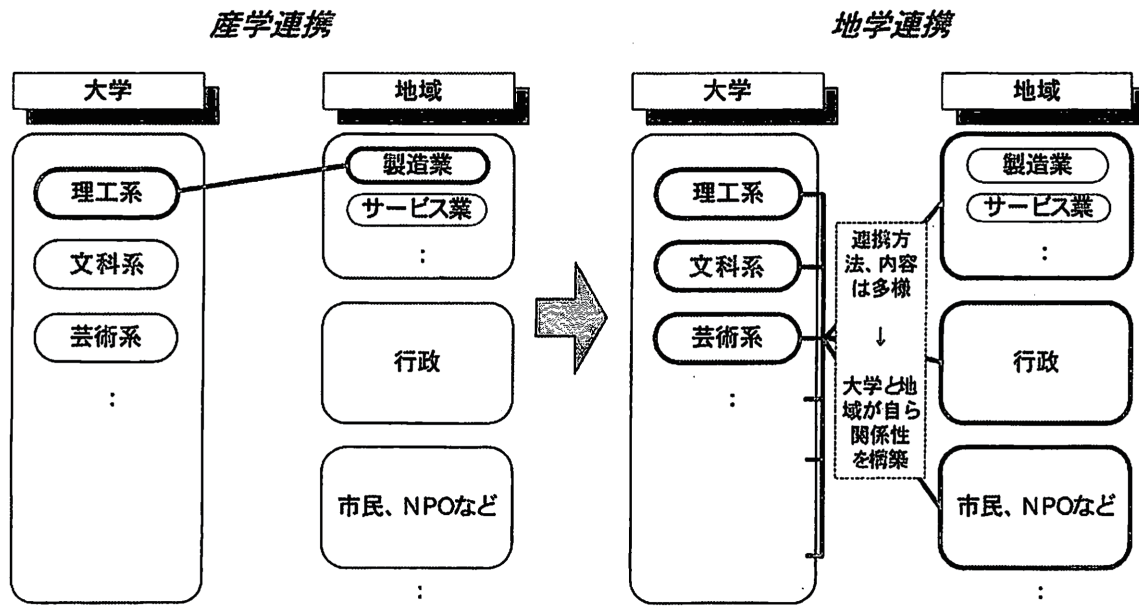 産学連携
大学
地域
理工系
文科系
芸術系
:
製造業
サービス業
:
行政
市民、NPOなど
:
地学連携
大学
地域
理工系
文科系
芸術系
:
連携方
法、内容
は多様
↓
大学と地
域が自ら
関係性
を構築
製造業
サービス業
:
行政
市民、NPOなど
: